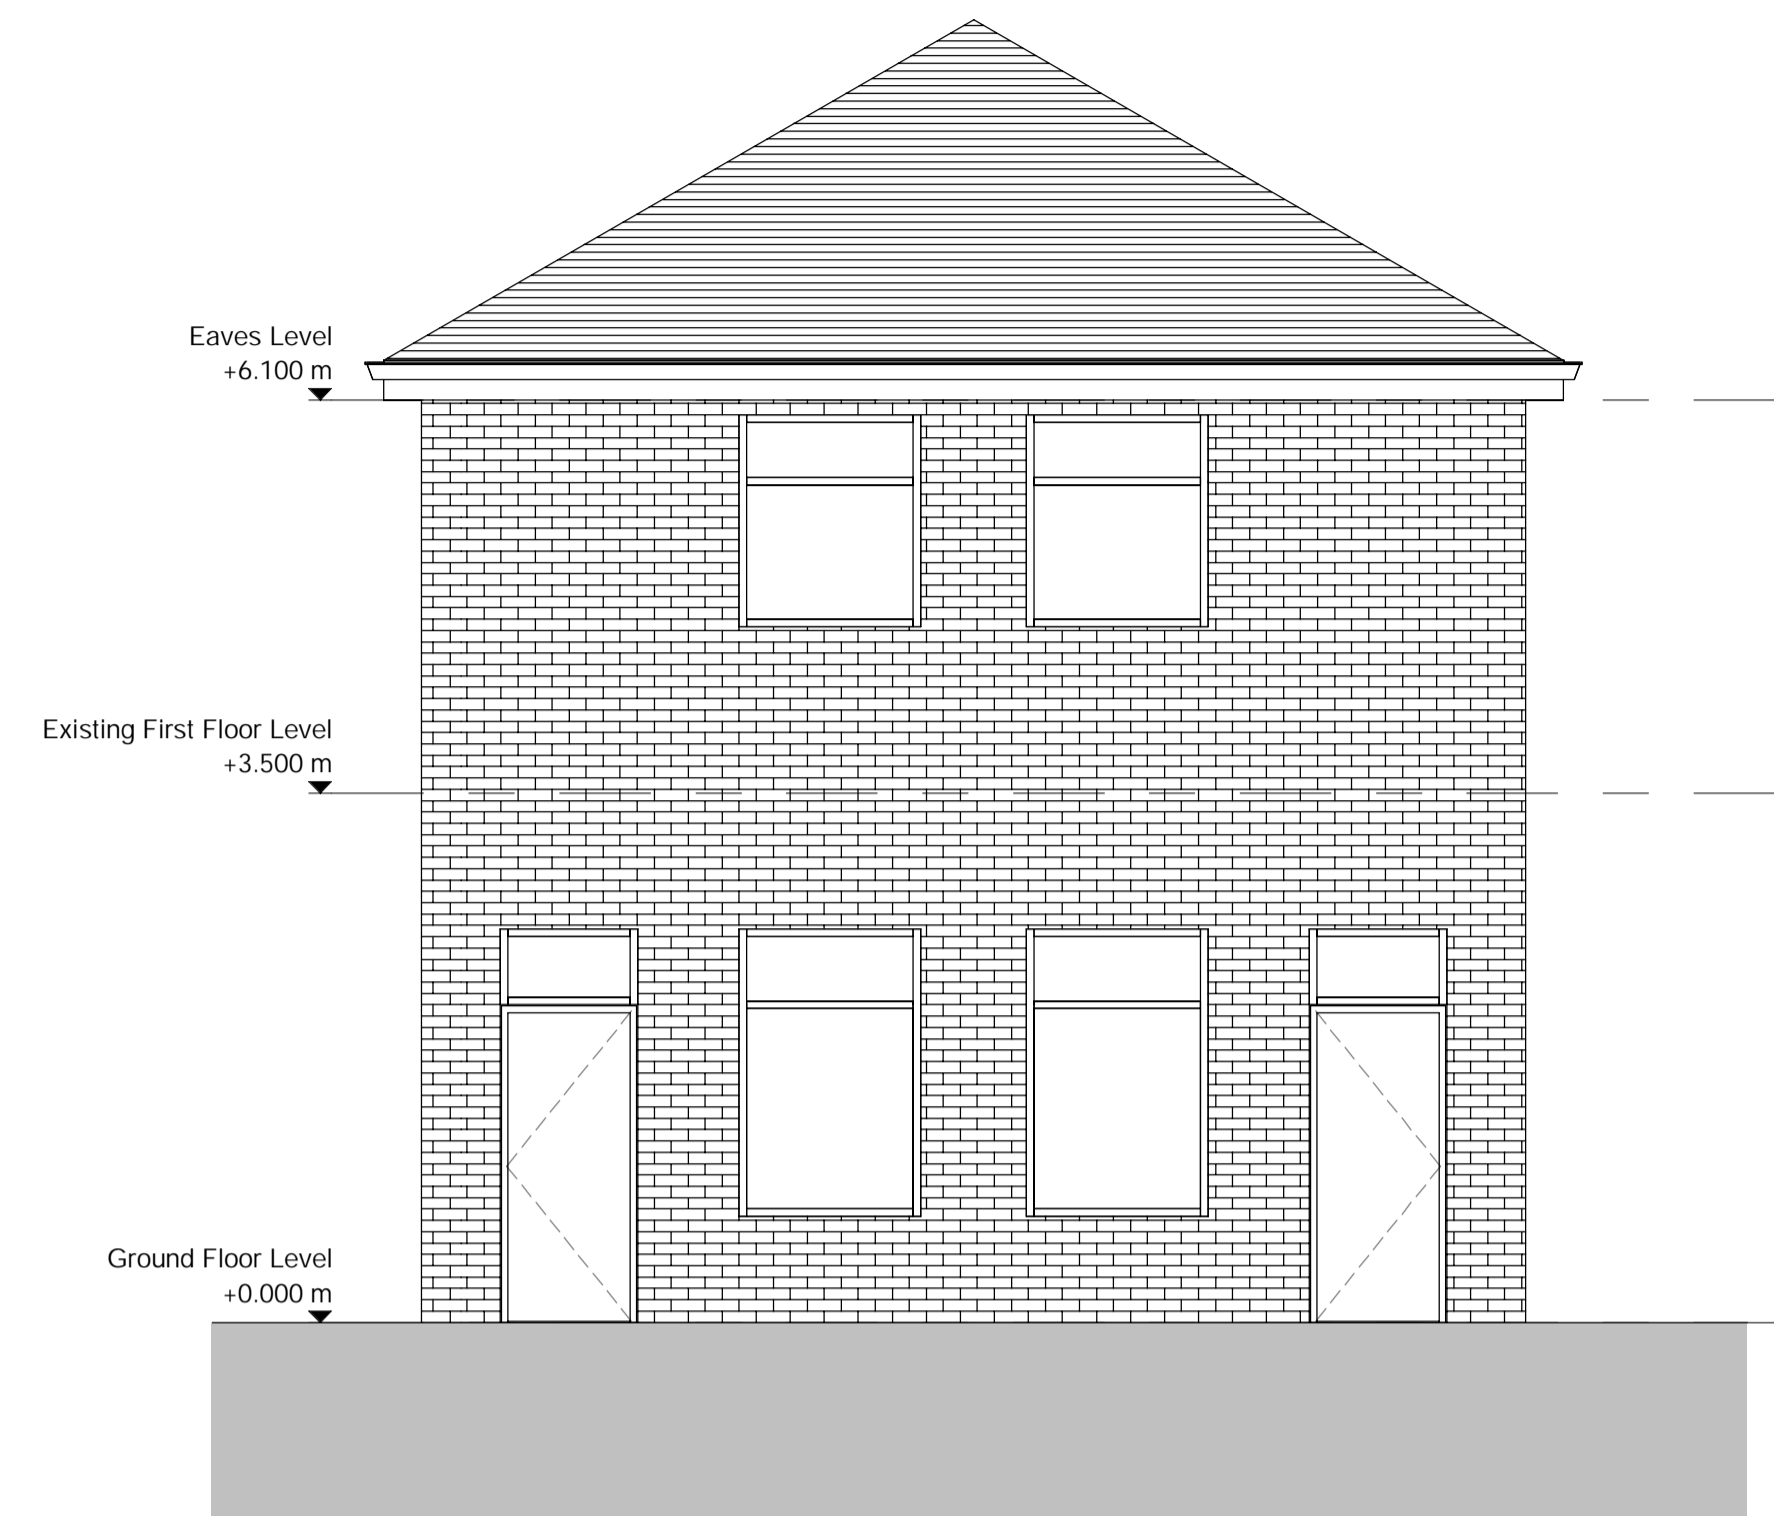 Eaves Level
+6.100 m
Existing First Floor Level
+3.500 m
Ground Floor Level
+0.000 m